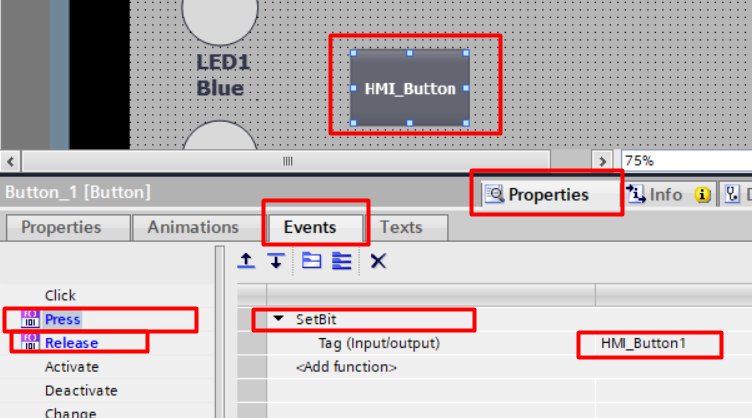 LED1
Blue
HMI_Button
75%
Button_1 [Button]
Properties
Info
Properties
Animations
Events
Texts
Click
Press
Release
Activate
Deactivate
Change
SetBit
Tag (Input/output)
HMI_Button1
<Add function>